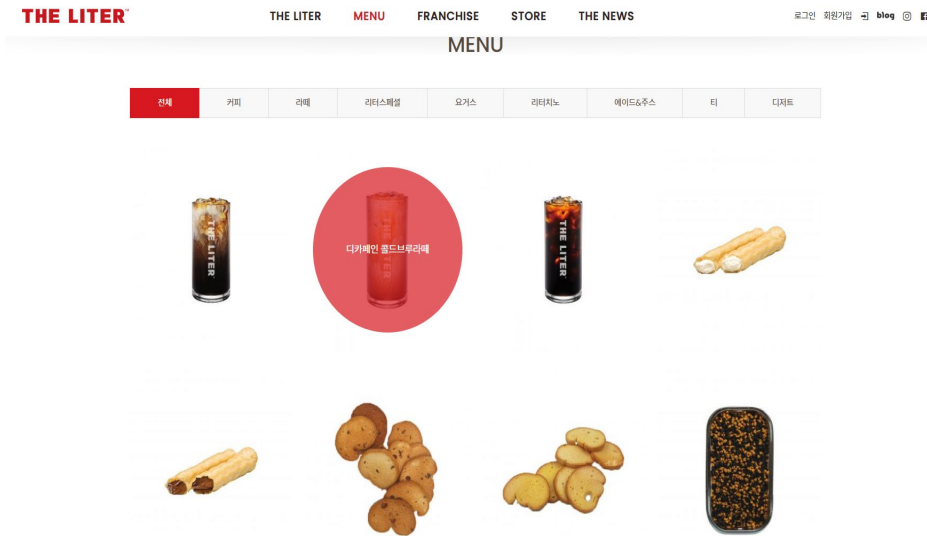 THE LITER
THE LITER MENU FRANCHISE STORE THE NEWS
로그인 회원가입 blog
MENU
전체 커피 라떼 리터스페셜 요거스 리터치노 에이드&주스 티 디저트
THE LITER
디카페인 콜드브루라떼
THE LITER
THE LITER